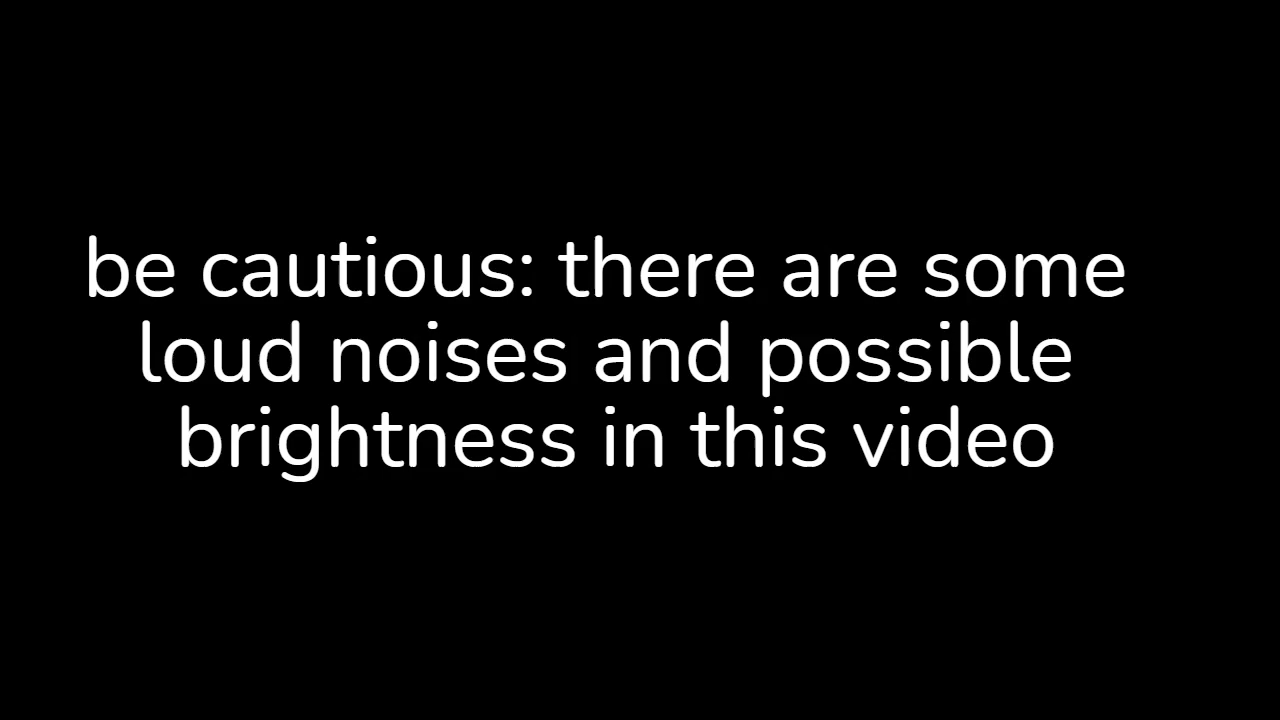 be cautious: there are some
loud noises and possible
brightness in this video